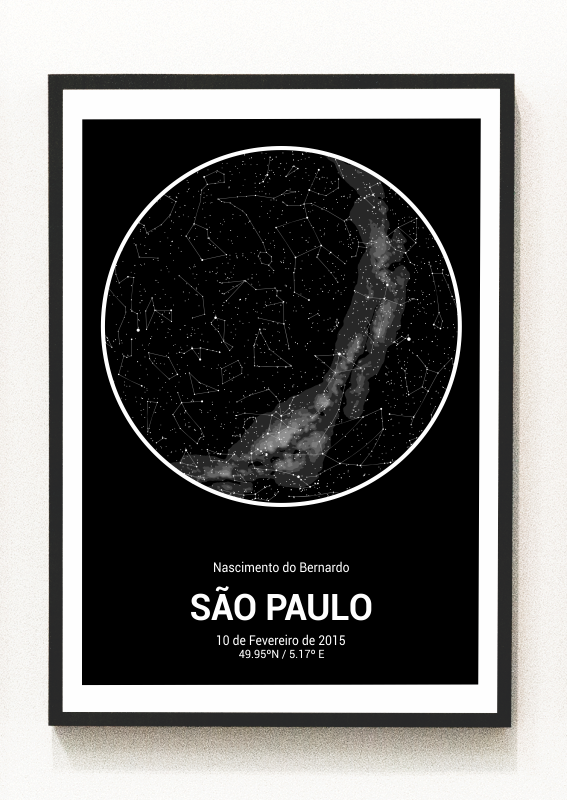 Nascimento do Bernardo
SÃO PAULO
10 de Fevereiro de 2015
49.95ºN / 5.17º E